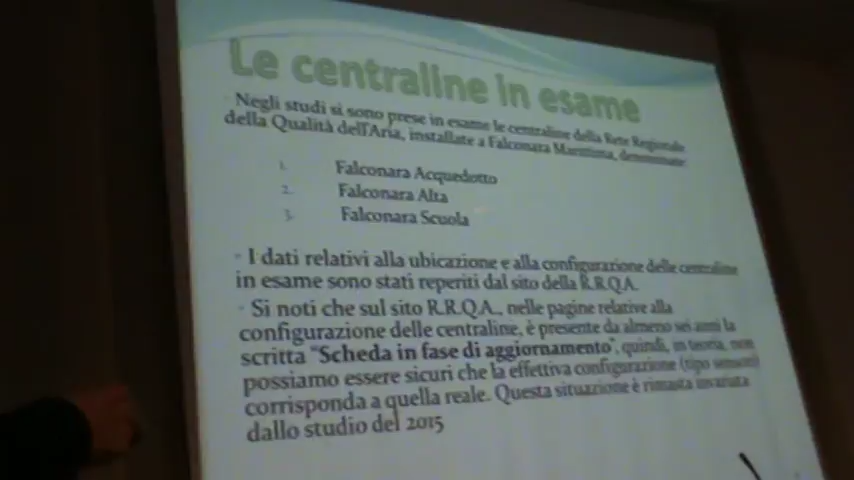 Le centraline in esame
Negli studi si sono prese in esame le centraline della Rete Regionale
della Qualità dell'Aria, installate a Falconara Marittima, denominate:
1. Falconara Acquedotto
2. Falconara Alta
3. Falconara Scuola
I dati relativi alla ubicazione e alla configurazione delle centraline
in esame sono stati reperiti dal sito della R.R.Q.A.
Si noti che sul sito R.R.Q.A., nelle pagine relative alla
configurazione delle centraline, è presente da almeno sei anni la
scritta "Scheda in fase di aggiornamento", quindi, in teoria, non
possiamo essere sicuri che la effettiva configurazione (tipo sensori)
corrisponda a quella reale. Questa situazione è rimasta invariata
dallo studio del 2015